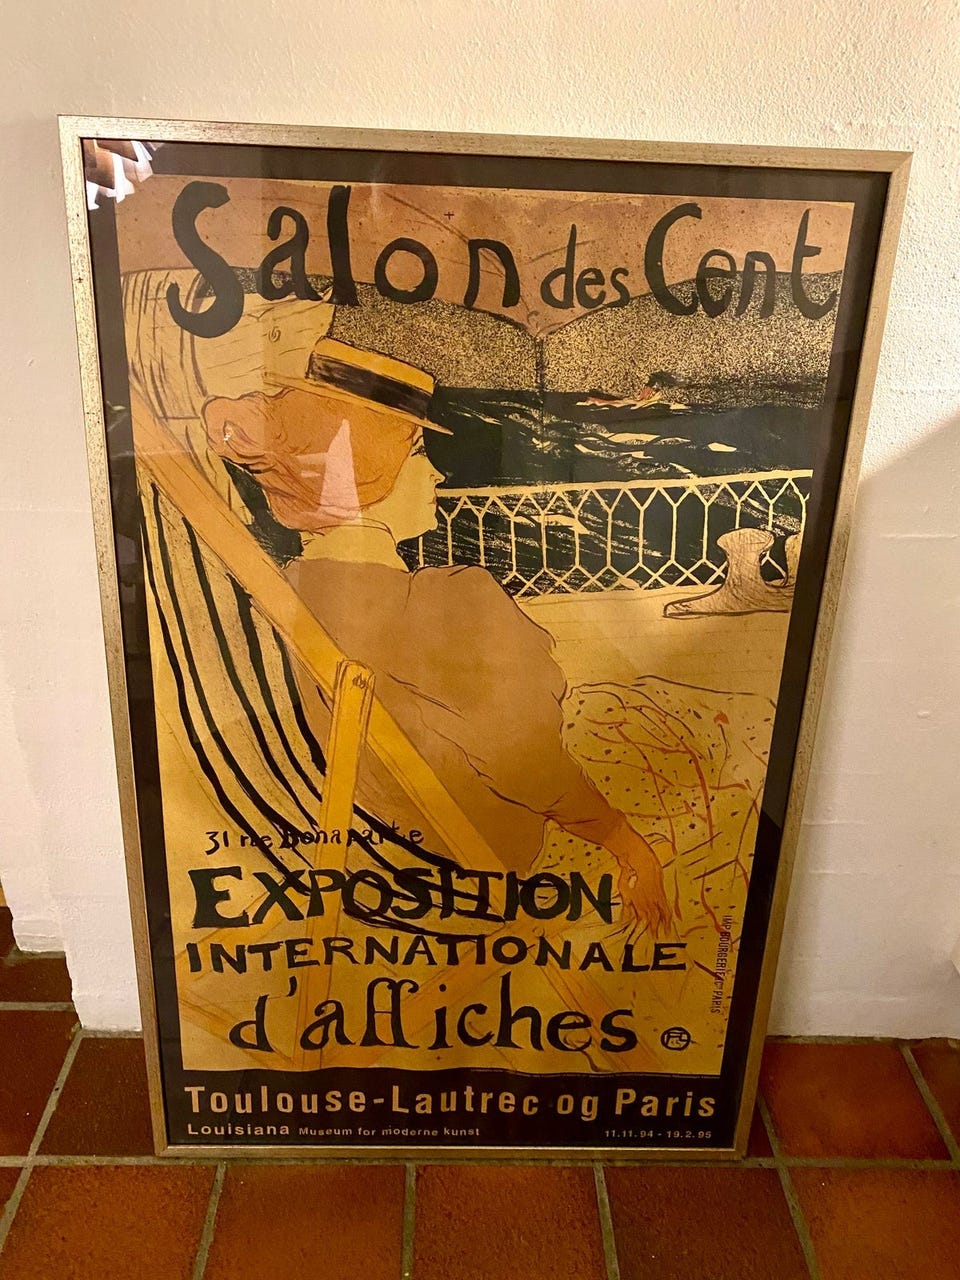 Salon des Cent
31 rue bonaparte
EXPOSITION
INTERNATIONALE
d'affiches
IMP. BOURGERIE & Cie PARIS
Toulouse-Lautrec og Paris
Louisiana Museum for moderne kunst
11.11.94 - 19.2.95